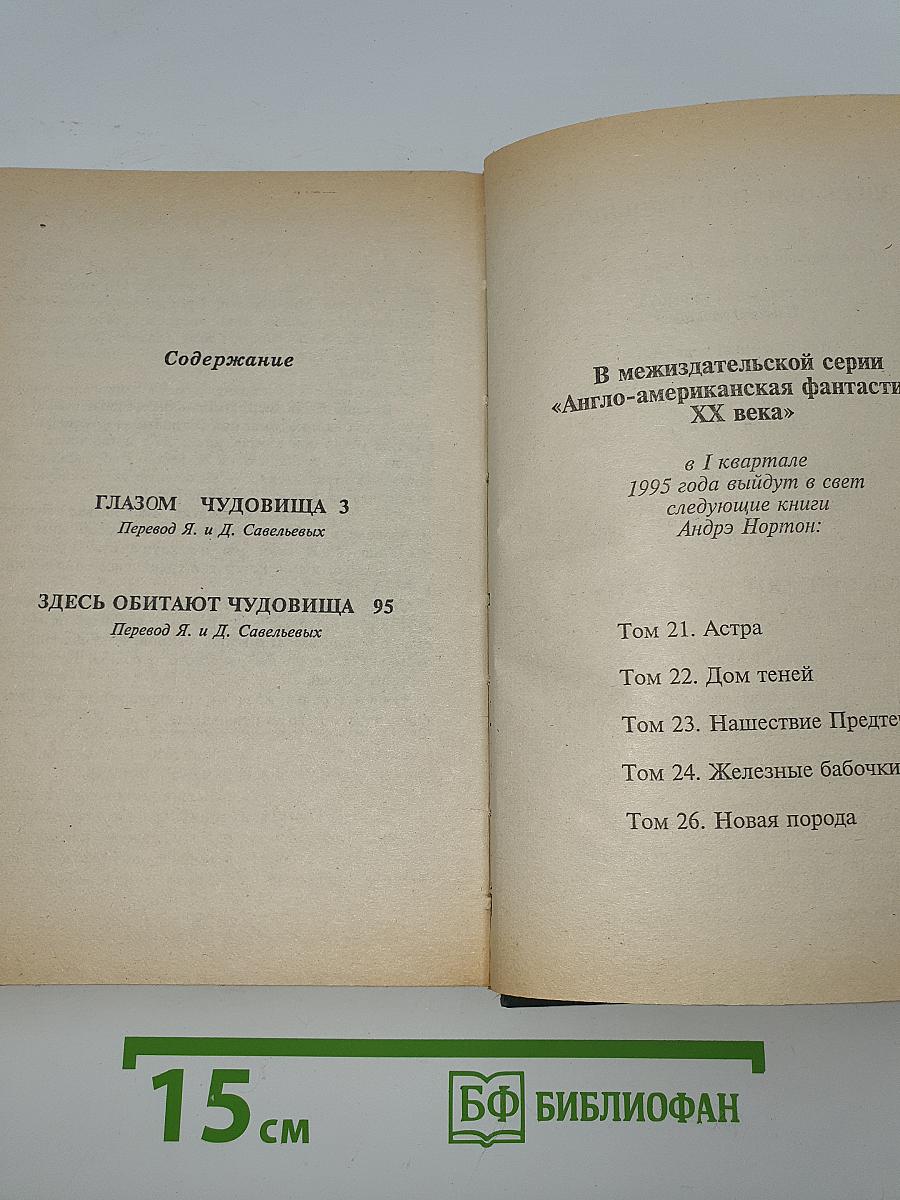 Содержание
ГЛАЗОМ ЧУДОВИЩА 3
Перевод Я. и Д. Савельевых
ЗДЕСЬ ОБИТАЮТ ЧУДОВИЩА 95
Перевод Я. и Д. Савельевых
В межиздательской серии
«Англо-американская фантасти
XX века»
в I квартале
1995 года выйдут в свет
следующие книги
Андрэ Нортон:
Том 21. Астра
Том 22. Дом теней
Том 23. Нашествие Предте
Том 24. Железные бабочки
Том 26. Новая порода
15 см
БФ БИБЛИОФАН